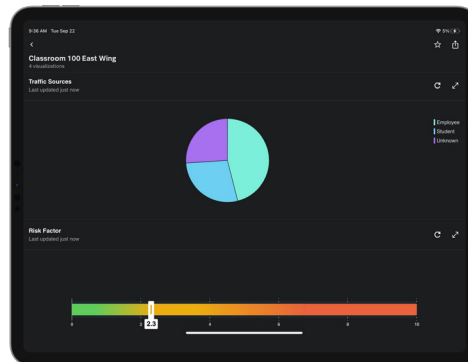 9:36 AM Tue Sep 22
5%
Classroom 100 East Wing
4 visualizations
Traffic Sources
Last updated just now
Employee
Student
Unknown
Risk Factor
Last updated just now
0 2 4 6 8 10
2.3